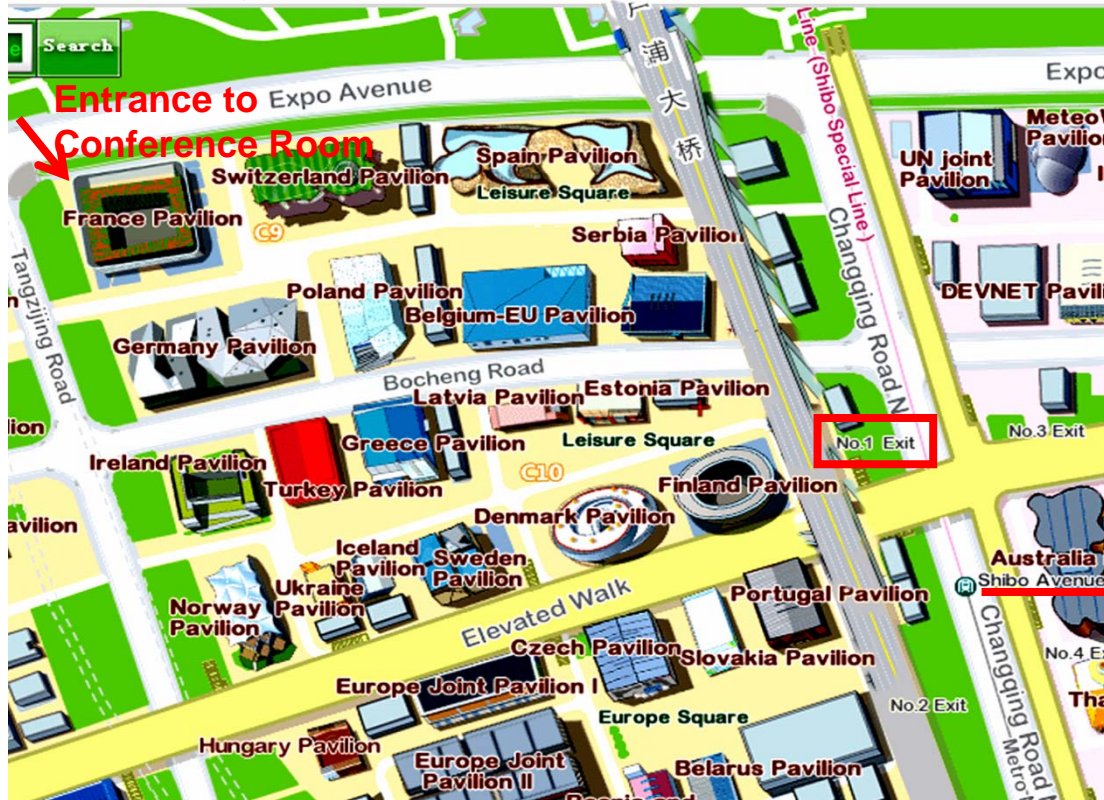 Search
Entrance to
Conference Room
Expo Avenue
浦
大
桥
Line-(Shibo Special Line-)
Expo
Switzerland Pavilion
Spain Pavilion
Leisure Square
UN joint
Pavilion
France Pavilion
C9
Serbia Pavilion
Tangzijing Road
Changqing Road N
Poland Pavilion
Belgium-EU Pavilion
DEVNET Pavili
Germany Pavilion
Bocheng Road
Latvia Pavilion
Estonia Pavilion
lion
Greece Pavilion
Leisure Square
No.1 Exit
No.3 Exit
Ireland Pavilion
Turkey Pavilion
C10
Finland Pavilion
avilion
Denmark Pavilion
Iceland
Pavilion
Sweden
Pavilion
Australia
Shibo Avenue
Ukraine
Pavilion
Norway
Pavilion
Elevated Walk
Portugal Pavilion
Czech Pavilion
Slovakia Pavilion
Changqing Road
Metro
Europe Joint Pavilion I
Europe Square
No.2 Exit
Hungary Pavilion
Europe Joint
Pavilion II
Belarus Pavilion